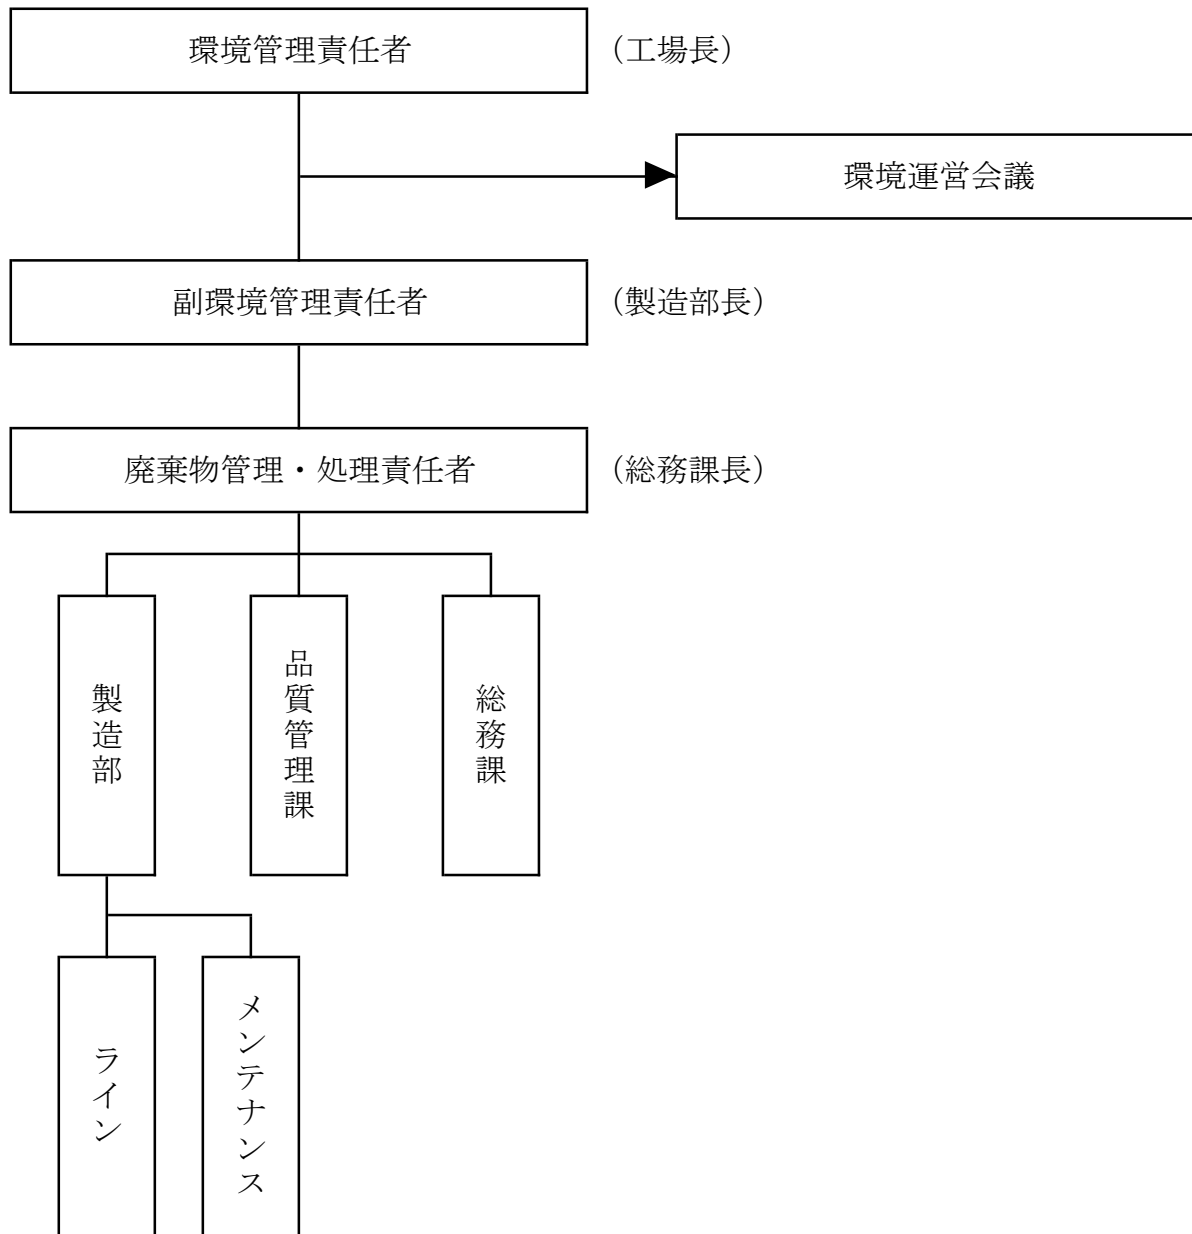 環境管理責任者
（工場長）
環境運営会議
副環境管理責任者
（製造部長）
廃棄物管理・処理責任者
（総務課長）
製造部
品質管理課
総務課
ライン
メンテナンス